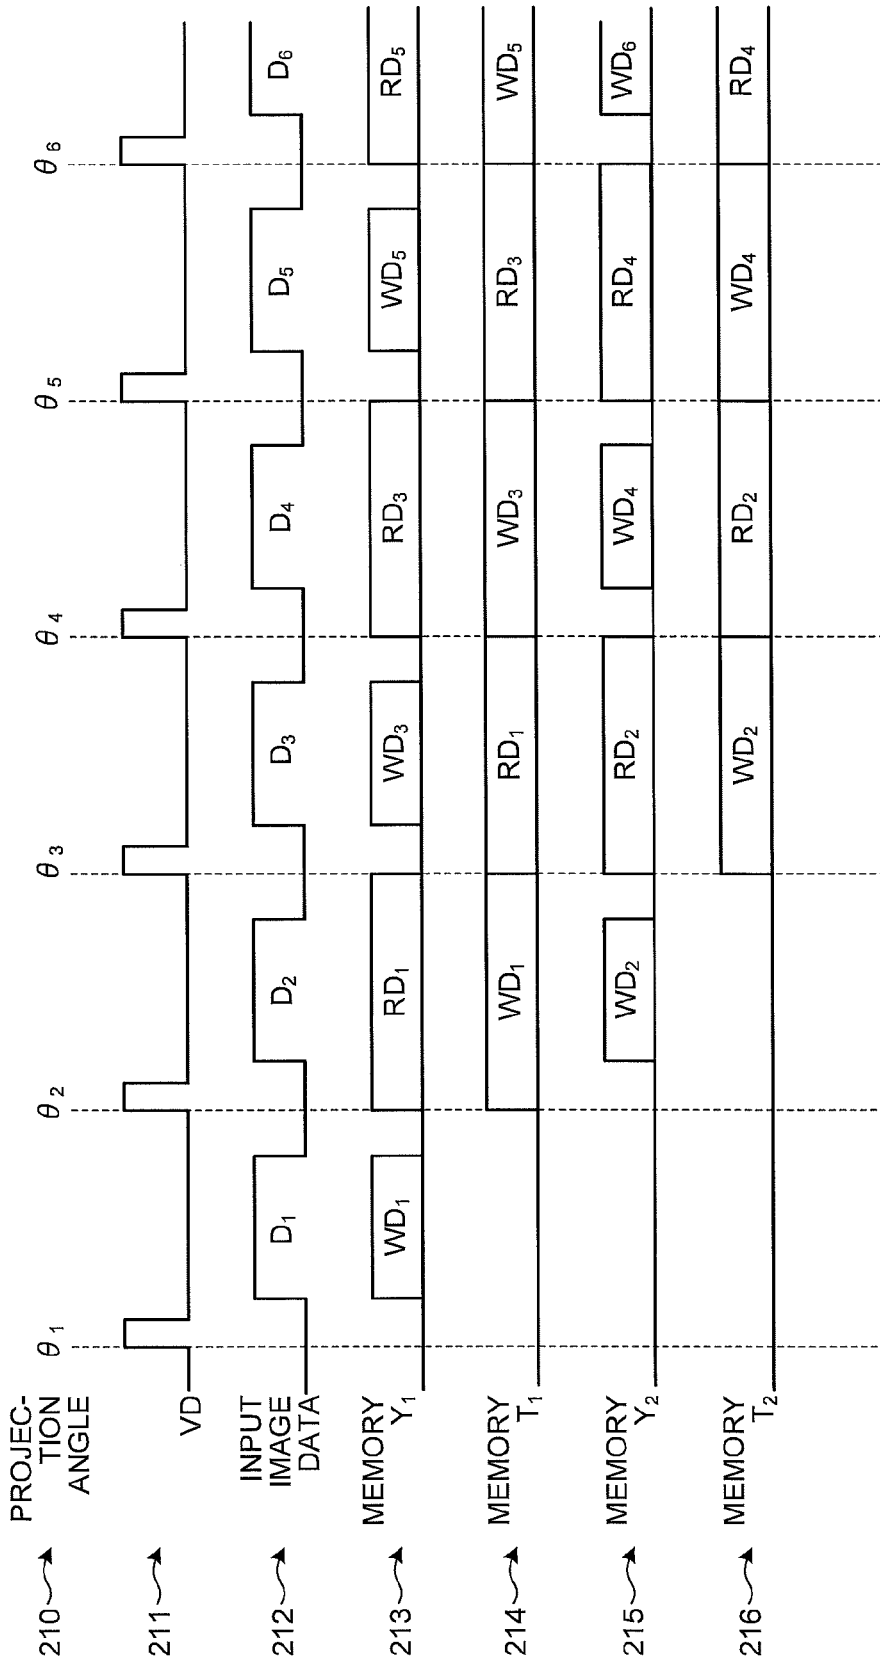 210 PROJEC-
TION
ANGLE θ1 θ2 θ3 θ4 θ5 θ6
211 VD
212 INPUT
IMAGE
DATA D1 D2 D3 D4 D5 D6
213 MEMORY
Y1 WD1 RD1 WD3 RD3 WD5 RD5
214 MEMORY
T1 WD1 RD1 WD3 RD3 WD5
215 MEMORY
Y2 WD2 RD2 WD4 RD4 WD6
216 MEMORY
T2 WD2 RD2 WD4 RD4